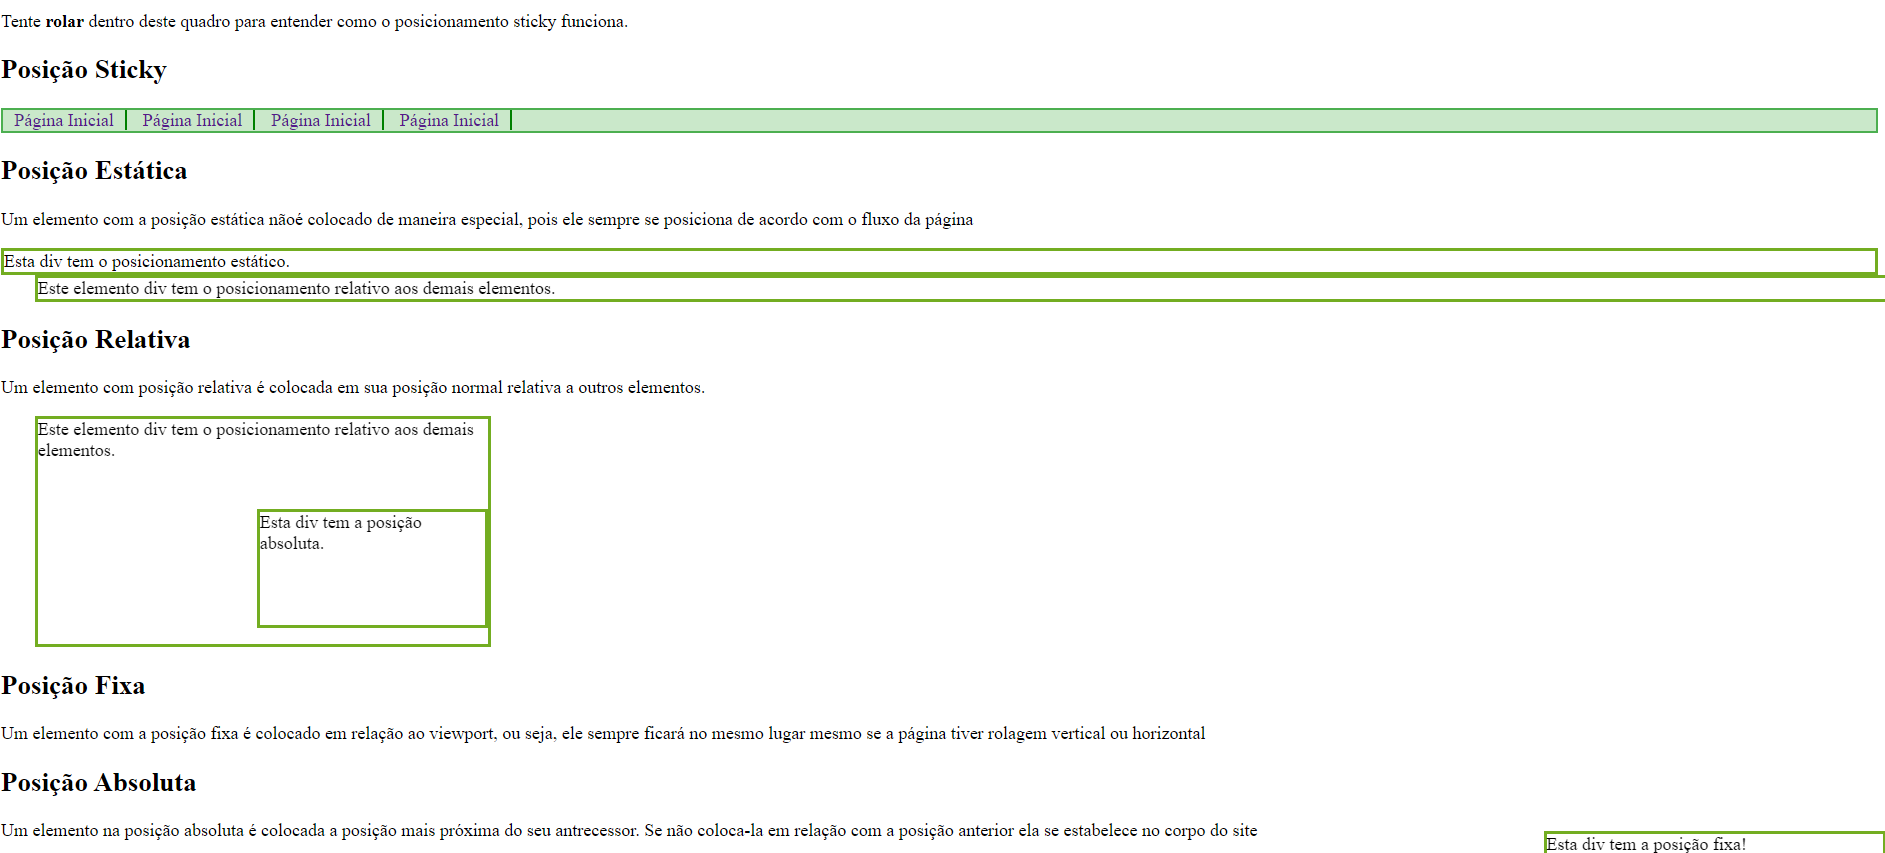 Tente rolar dentro deste quadro para entender como o posicionamento sticky funciona.
Posição Sticky
Página Inicial Página Inicial Página Inicial Página Inicial
Posição Estática
Um elemento com a posição estática nãoé colocado de maneira especial, pois ele sempre se posiciona de acordo com o fluxo da página
Esta div tem o posicionamento estático.
Este elemento div tem o posicionamento relativo aos demais elementos.
Posição Relativa
Um elemento com posição relativa é colocada em sua posição normal relativa a outros elementos.
Este elemento div tem o posicionamento relativo aos demais
elementos.
Esta div tem a posição
absoluta.
Posição Fixa
Um elemento com a posição fixa é colocado em relação ao viewport, ou seja, ele sempre ficará no mesmo lugar mesmo se a página tiver rolagem vertical ou horizontal
Posição Absoluta
Um elemento na posição absoluta é colocada a posição mais próxima do seu antrecessor. Se não coloca-la em relação com a posição anterior ela se estabelece no corpo do site
Esta div tem a posição fixa!